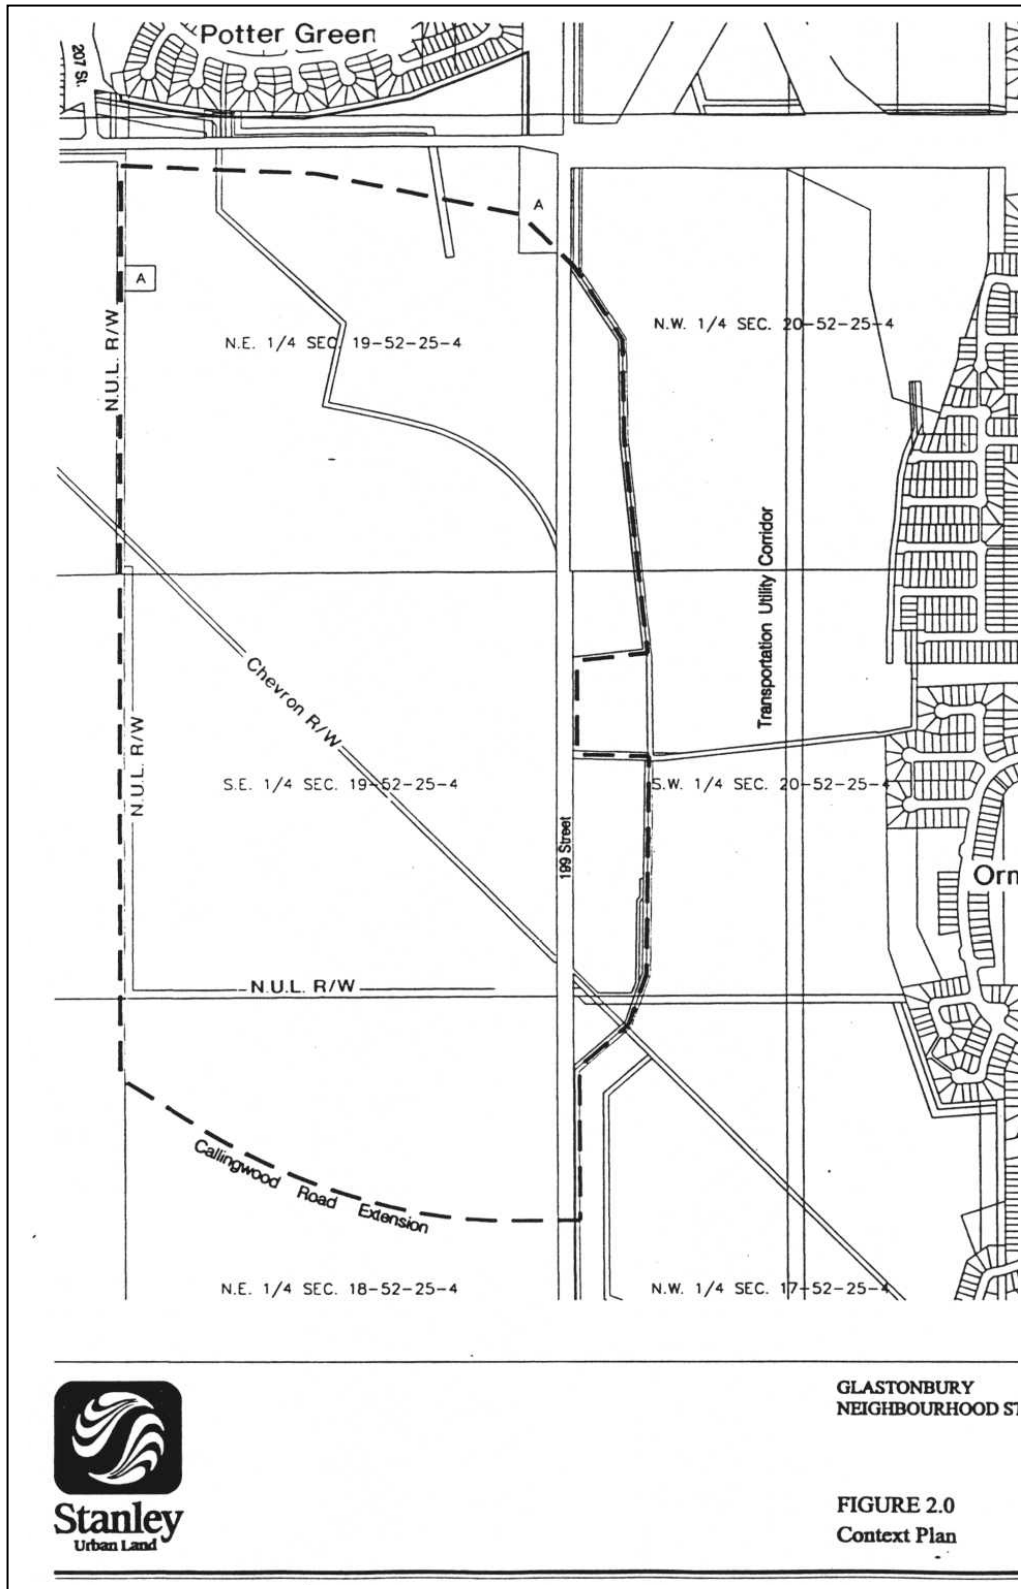 Potter Green
207 St.
A
A
N.U.L. R/W
N.E. 1/4 SEC. 19-52-25-4
N.W. 1/4 SEC. 20-52-25-4
Transportation Utility Corridor
Chevron R/W
N.U.L. R/W
S.E. 1/4 SEC. 19-52-25-4
S.W. 1/4 SEC. 20-52-25-4
199 Street
Orm
N.U.L. R/W
Callingwood Road Extension
N.E. 1/4 SEC. 18-52-25-4
N.W. 1/4 SEC. 17-52-25-4
GLASTONBURY
NEIGHBOURHOOD ST
Stanley
Urban Land
FIGURE 2.0
Context Plan